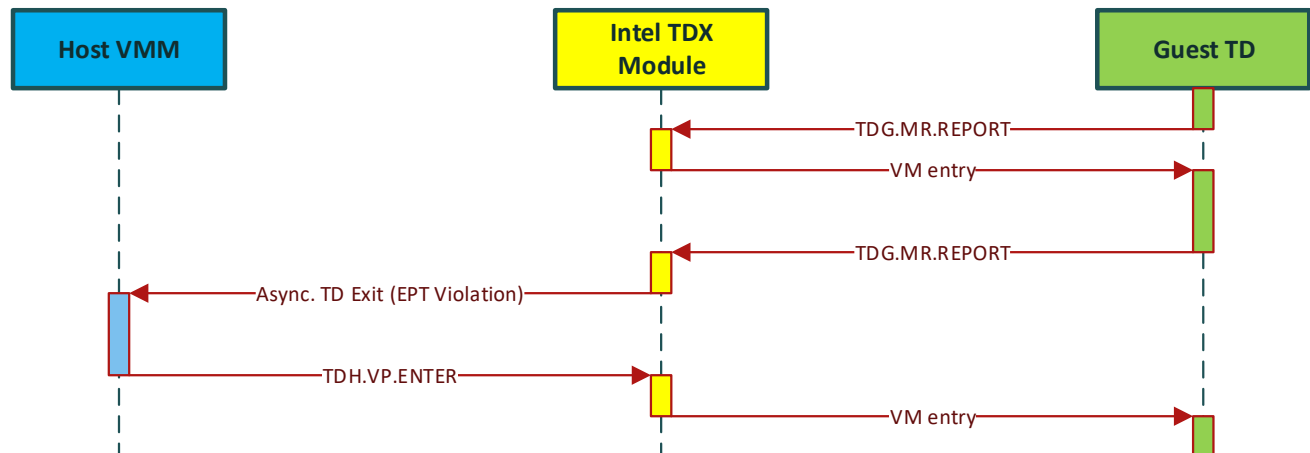 Host VMM
Intel TDX
Module
Guest TD
TDG.MR.REPORT
VM entry
TDG.MR.REPORT
Async. TD Exit (EPT Violation)
TDH.VP.ENTER
VM entry